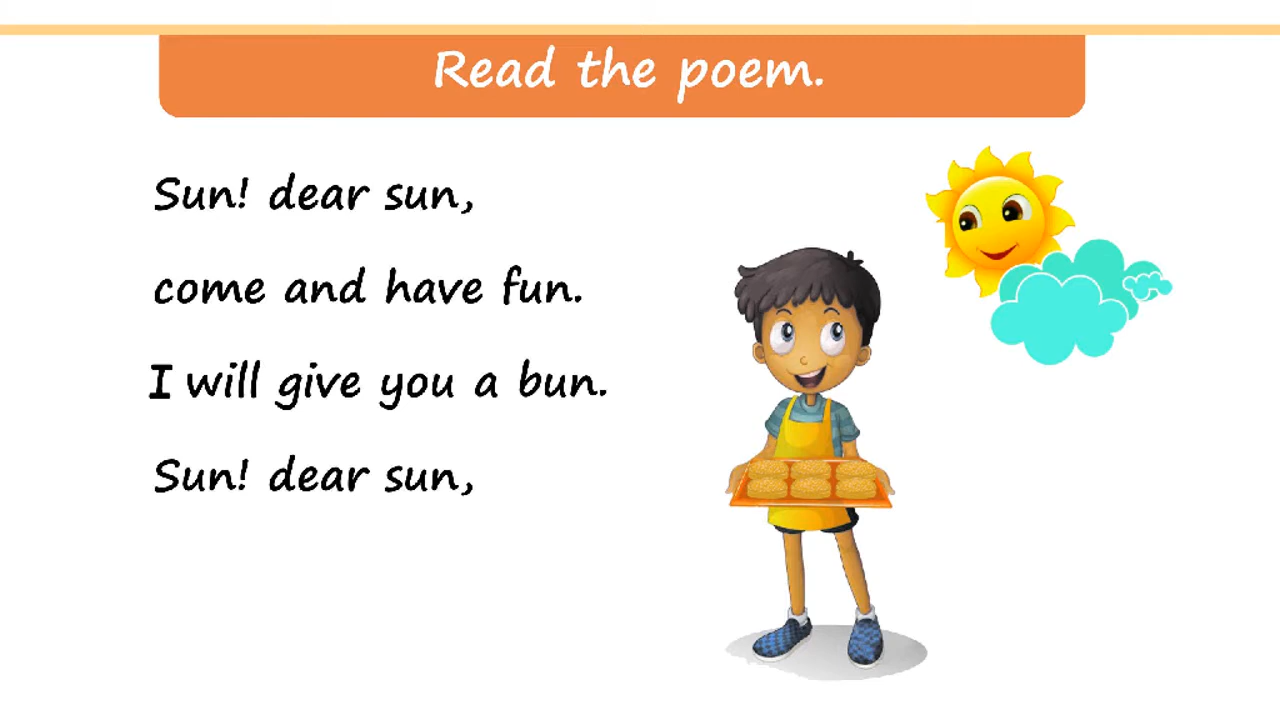 Read the poem.
Sun! dear sun,
come and have fun.
I will give you a bun.
Sun! dear sun,